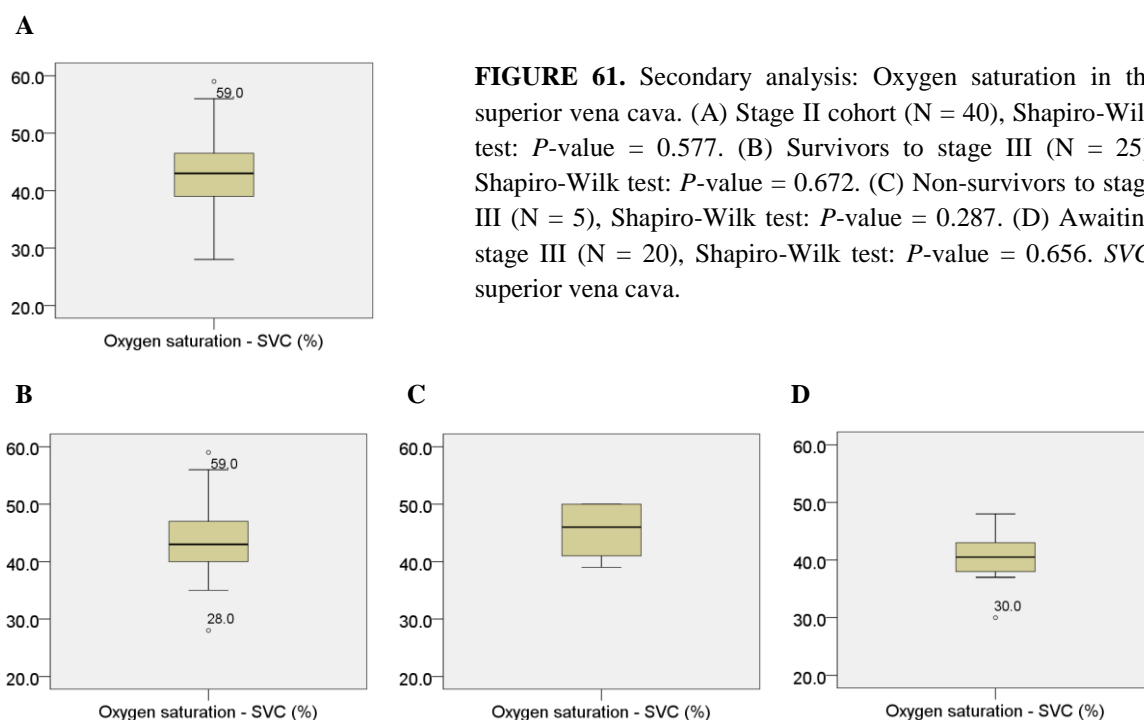 A
60.0
59.0
50.0
40.0
30.0
20.0
Oxygen saturation - SVC (%)
FIGURE 61. Secondary analysis: Oxygen saturation in th
superior vena cava. (A) Stage II cohort (N = 40), Shapiro-Wil
test: P-value = 0.577. (B) Survivors to stage III (N = 25)
Shapiro-Wilk test: P-value = 0.672. (C) Non-survivors to stag
III (N = 5), Shapiro-Wilk test: P-value = 0.287. (D) Awaitin
stage III (N = 20), Shapiro-Wilk test: P-value = 0.656. SVC
superior vena cava.
B
60.0
59.0
50.0
40.0
30.0
28.0
20.0
Oxygen saturation - SVC (%)
C
60.0
50.0
40.0
30.0
20.0
Oxygen saturation - SVC (%)
D
60.0
50.0
40.0
30.0
30.0
20.0
Oxygen saturation - SVC (%)